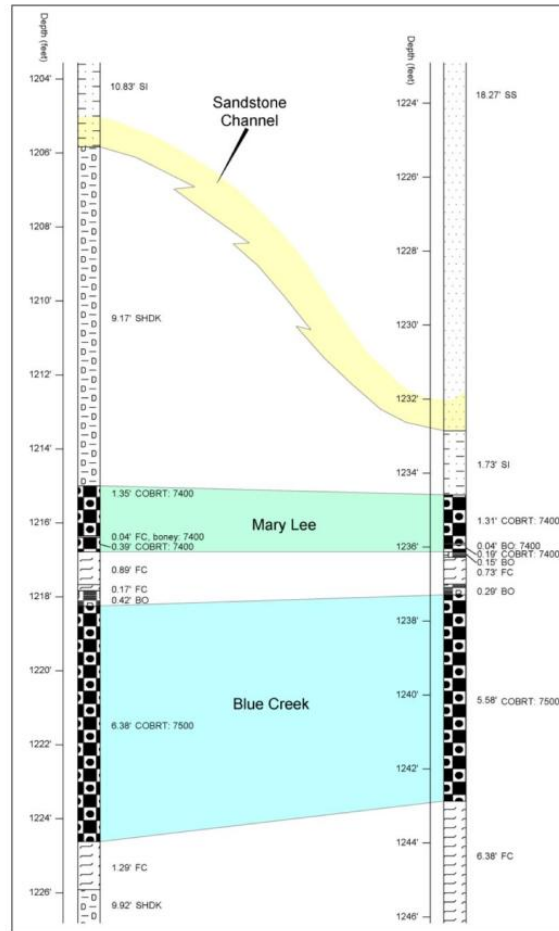 Depth (feet)
1204'
1206'
1208'
1210'
1212'
1214'
1216'
1218'
1220'
1222'
1224'
1226'
10.83' SI
9.17' SHDK
1.35' COBRT: 7400
0.04' FC, boney: 7400
0.39' COBRT: 7400
0.89' FC
0.17' FC
0.42' BO
6.38' COBRT: 7500
1.29' FC
9.92' SHDK
Sandstone
Channel
Mary Lee
Blue Creek
Depth (feet)
1224'
1226'
1228'
1230'
1232'
1234'
1236'
1238'
1240'
1242'
1244'
1246'
18.27' SS
1.73' SI
1.31' COBRT: 7400
0.04' BO: 7400
0.19' COBRT: 7400
0.15' BO
0.73' FC
0.29' BO
5.58' COBRT: 7500
6.38' FC